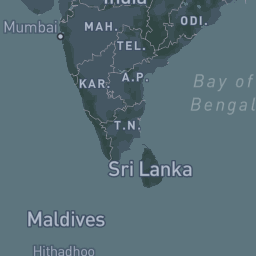 India
Mumbai
MAH.
ODI.
TEL.
KAR.
A.P.
Bay of
Bengal
T.N.
Sri Lanka
Maldives
Hithadhoo